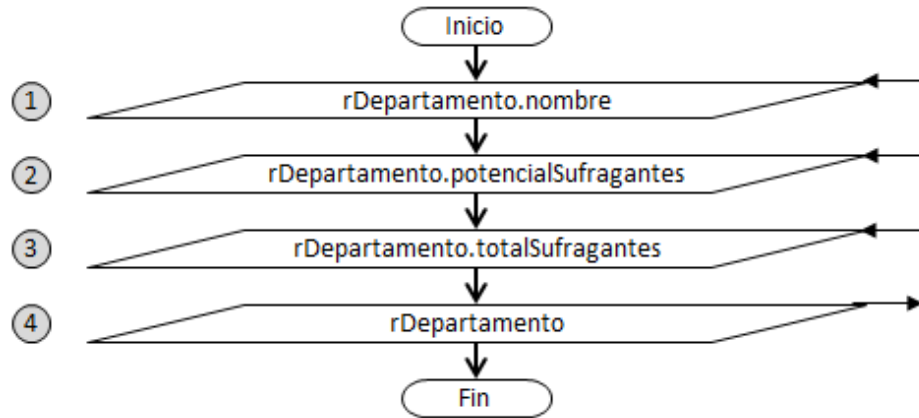 Inicio
1 rDepartamento.nombre
2 rDepartamento.potencialSufragantes
3 rDepartamento.totalSufragantes
4 rDepartamento
Fin